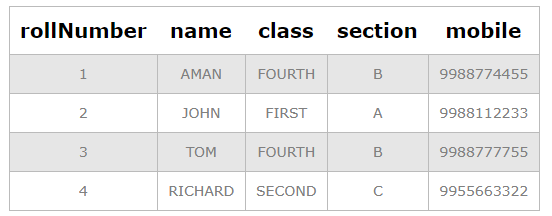 rollNumber name class section mobile
1 AMAN FOURTH B 9988774455
2 JOHN FIRST A 9988112233
3 TOM FOURTH B 9988777755
4 RICHARD SECOND C 9955663322